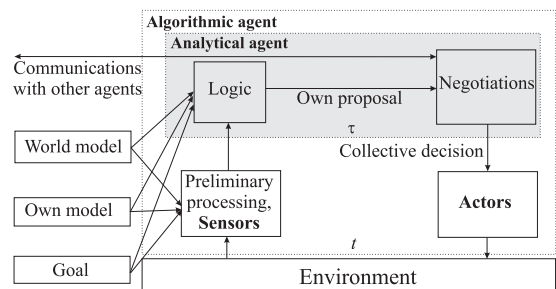 Algorithmic agent
Analytical agent
Communications
with other agents
Logic
Negotiations
Own proposal
τ
World model
Collective decision
Preliminary
processing,
Sensors
Own model
Actors
t
Goal
Environment